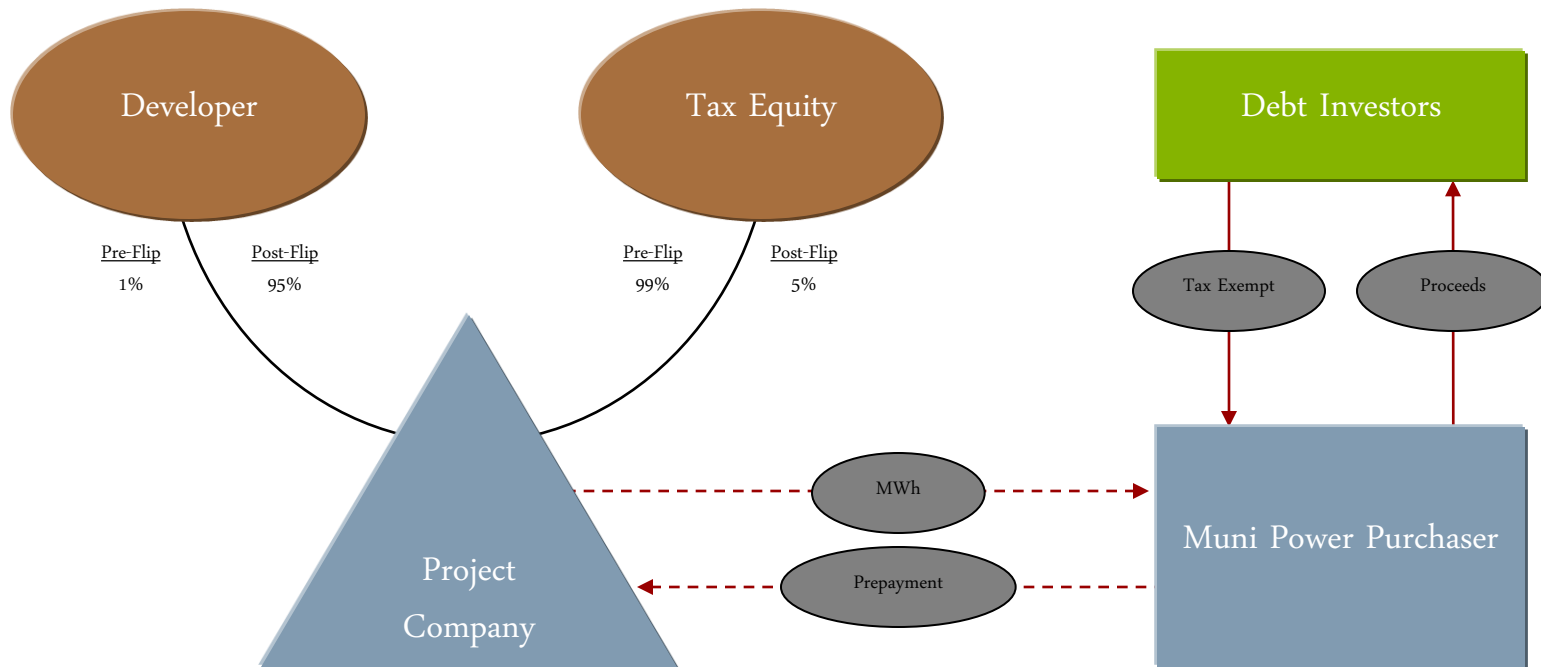 Developer
Tax Equity
Debt Investors
Pre-Flip
1%
Post-Flip
95%
Pre-Flip
99%
Post-Flip
5%
Tax Exempt
Proceeds
MWh
Muni Power Purchaser
Prepayment
Project
Company